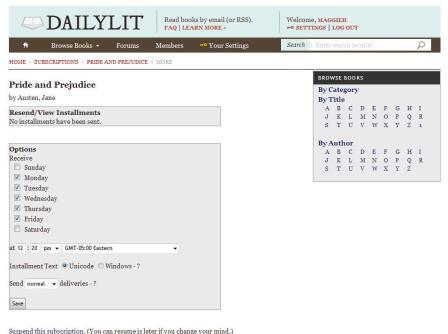 DAILYLIT
Read books by email (or RSS).
FAQ | LEARN MORE »
Welcome, MAGGIEH
SETTINGS | LOG OUT
Browse Books
Forums
Members
Your Settings
Search
Enter search term(s)
HOME > SUBSCRIPTIONS > PRIDE AND PREJUDICE > MORE
Pride and Prejudice
by Austen, Jane
Resend/View Installments
No installments have been sent.
Options
Receive
Sunday
Monday
Tuesday
Wednesday
Thursday
Friday
Saturday
at 12 : 20 pm GMT-05:00 Eastern
Installment Text Unicode Windows - ?
Send normal deliveries - ?
Save
Suspend this subscription. (You can resume is later if you change your mind.)
BROWSE BOOKS
By Category
By Title
A B C D E F G H I
J K L M N O P Q R
S T U V W X Y Z 1
By Author
A B C D E F G H I
J K L M N O P Q R
S T U V W X Y Z